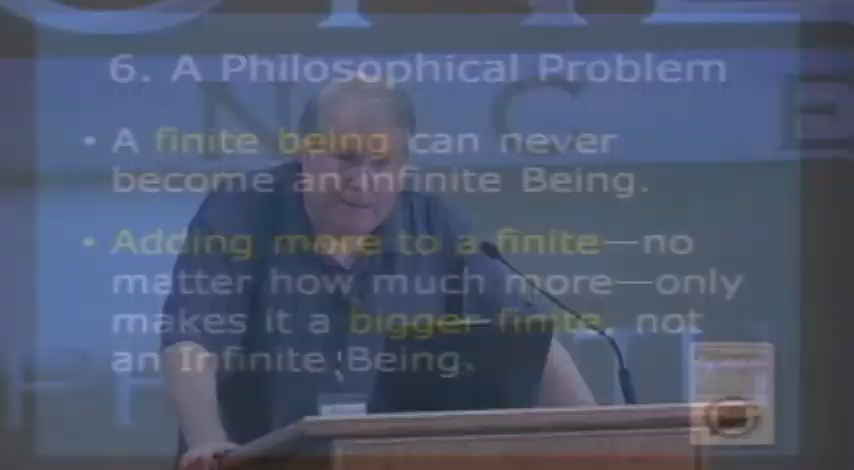 6. A Philosophical Problem
N C E
• A finite being can never
become an Infinite Being.
• Adding more to a finite—no
matter how much more—only
makes it a bigger finite, not
an Infinite Being.